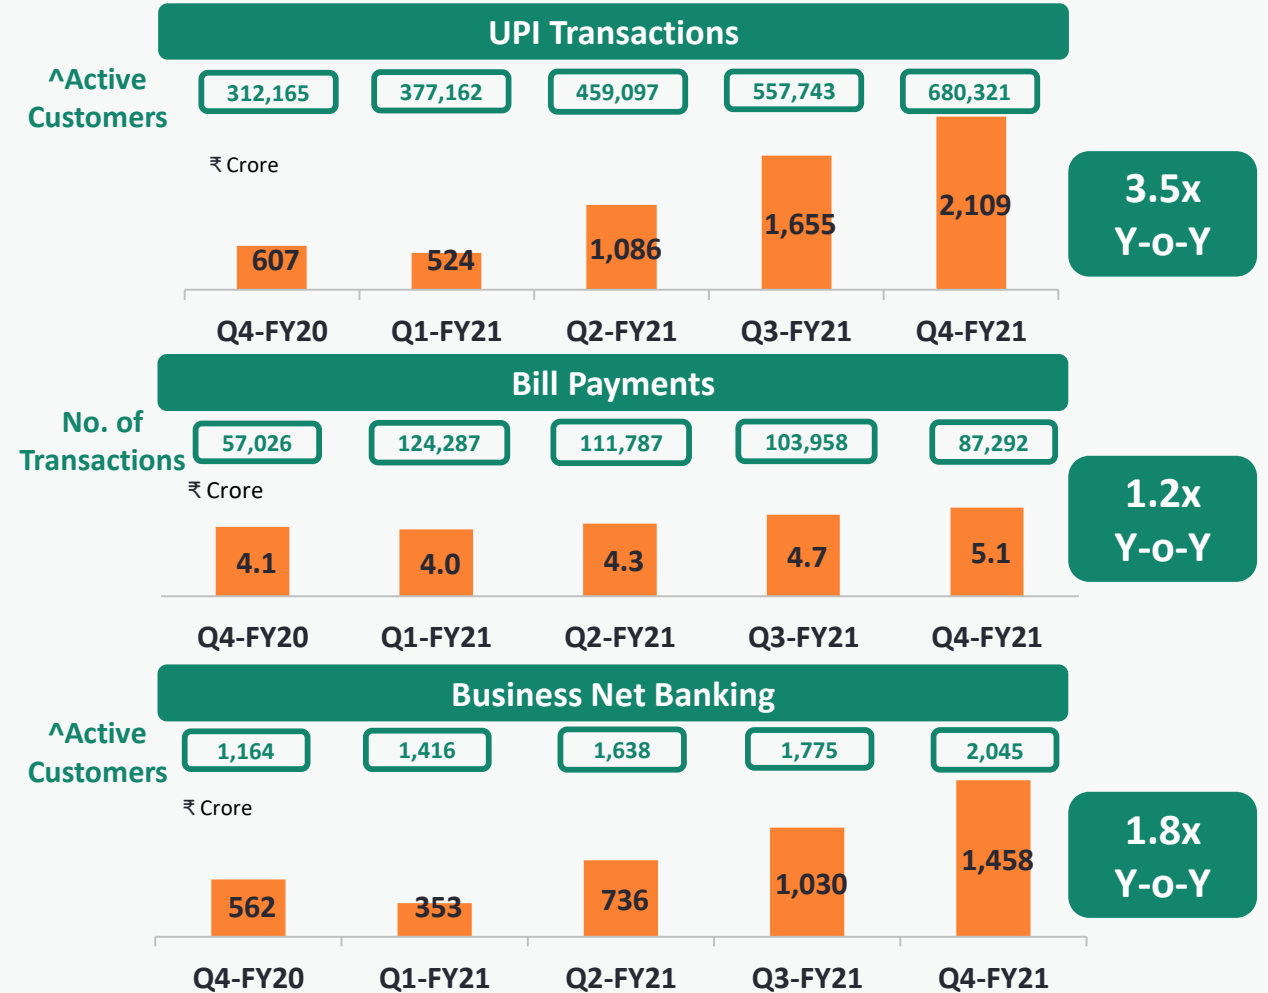 UPI Transactions
^Active
Customers
312,165 377,162 459,097 557,743 680,321
₹ Crore
607 524 1,086 1,655 2,109
3.5x
Y-o-Y
Q4-FY20 Q1-FY21 Q2-FY21 Q3-FY21 Q4-FY21
Bill Payments
No. of
Transactions
57,026 124,287 111,787 103,958 87,292
₹ Crore
4.1 4.0 4.3 4.7 5.1
1.2x
Y-o-Y
Q4-FY20 Q1-FY21 Q2-FY21 Q3-FY21 Q4-FY21
Business Net Banking
^Active
Customers
1,164 1,416 1,638 1,775 2,045
₹ Crore
562 353 736 1,030 1,458
1.8x
Y-o-Y
Q4-FY20 Q1-FY21 Q2-FY21 Q3-FY21 Q4-FY21